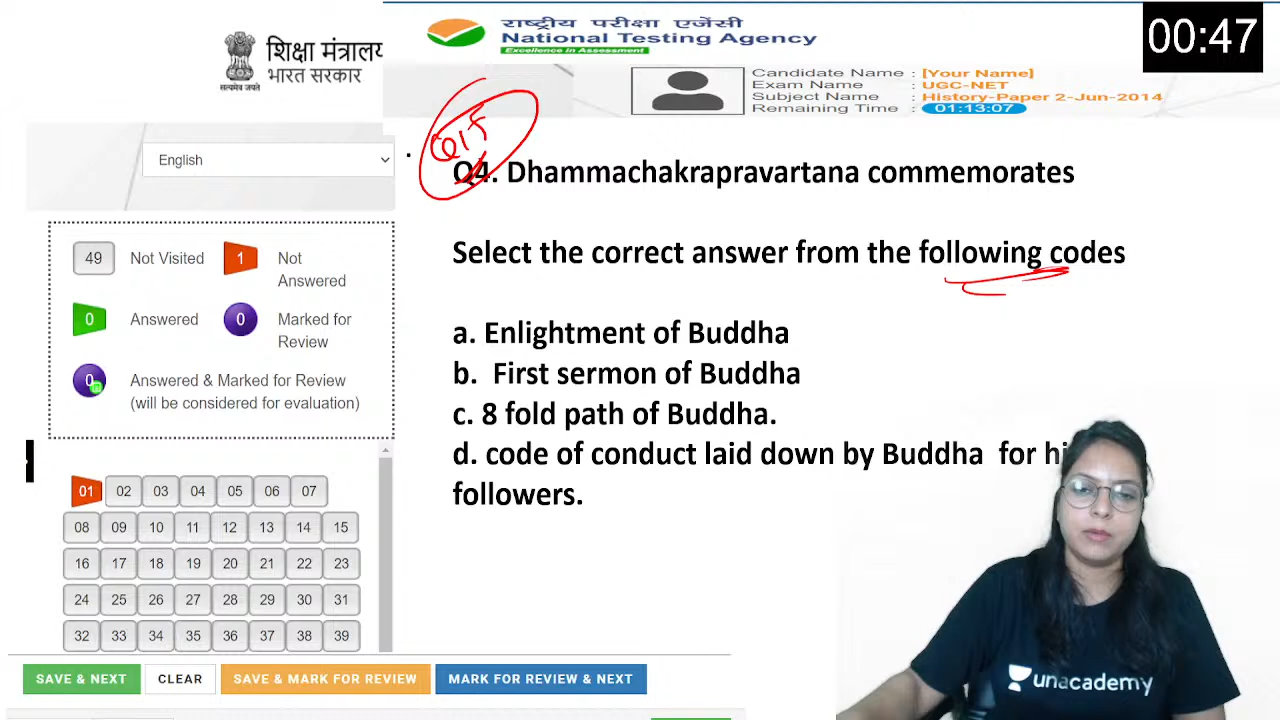 शिक्षा मंत्रालय
भारत सरकार
सत्यमेव जयते
राष्ट्रीय परीक्षा एजेंसी
National Testing Agency
Excellence in Assessment
00:47
Candidate Name : [Your Name]
Exam Name : UGC-NET
Subject Name : History-Paper 2-Jun-2014
Remaining Time : 01:13:07
English
49 Not Visited
1 Not Answered
0 Answered
0 Marked for Review
0 Answered & Marked for Review
(will be considered for evaluation)
01 02 03 04 05 06 07
08 09 10 11 12 13 14 15
16 17 18 19 20 21 22 23
24 25 26 27 28 29 30 31
32 33 34 35 36 37 38 39
SAVE & NEXT CLEAR SAVE & MARK FOR REVIEW MARK FOR REVIEW & NEXT
Q4. Dhammachakrapravartana commemorates
Select the correct answer from the following codes
a. Enlightment of Buddha
b. First sermon of Buddha
c. 8 fold path of Buddha.
d. code of conduct laid down by Buddha for hi
followers.
unacademy